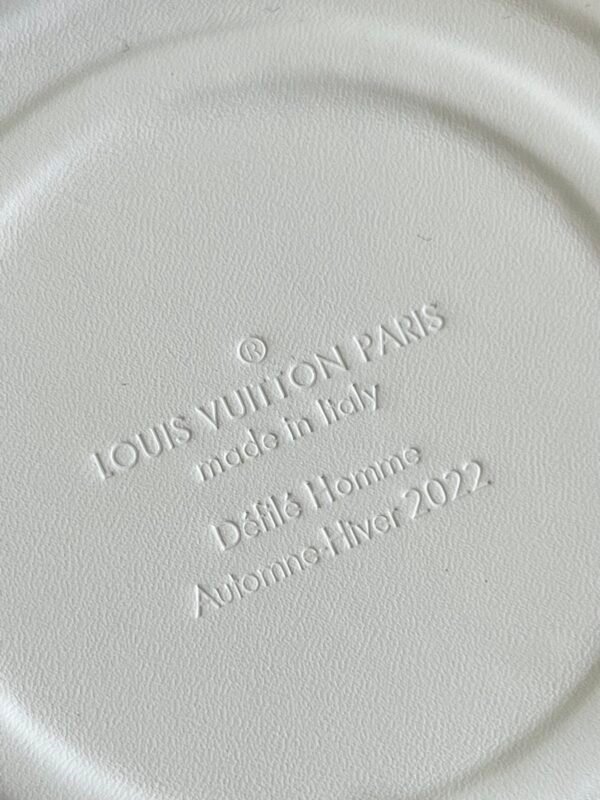 ®
LOUIS VUITTON PARIS
made in Italy
Défilé Homme
Automne-Hiver 2022